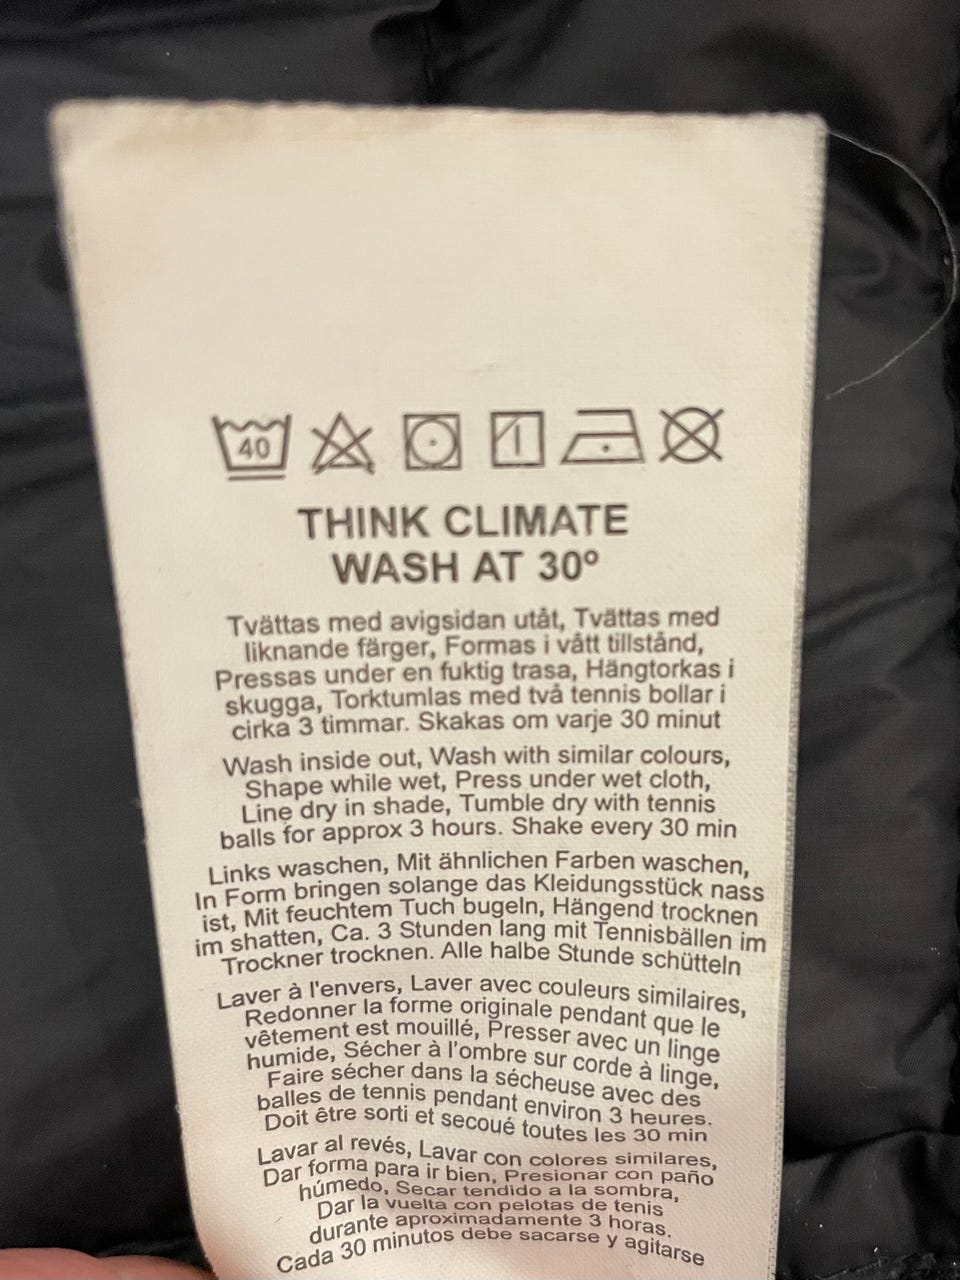 40
THINK CLIMATE
WASH AT 30º
Tvättas med avigsidan utåt, Tvättas med
liknande färger, Formas i vått tillstånd,
Pressas under en fuktig trasa, Hängtorkas i
skugga, Torktumlas med två tennis bollar i
cirka 3 timmar. Skakas om varje 30 minut
Wash inside out, Wash with similar colours,
Shape while wet, Press under wet cloth,
Line dry in shade, Tumble dry with tennis
balls for approx 3 hours. Shake every 30 min
Links waschen, Mit ähnlichen Farben waschen,
In Form bringen solange das Kleidungsstück nass
ist, Mit feuchtem Tuch bugeln, Hängend trocknen
im shatten, Ca. 3 Stunden lang mit Tennisbällen im
Trockner trocknen. Alle halbe Stunde schütteln
Laver à l'envers, Laver avec couleurs similaires,
Redonner la forme originale pendant que le
vêtement est mouillé, Presser avec un linge
humide, Sécher à l'ombre sur corde à linge,
Faire sécher dans la sécheuse avec des
balles de tennis pendant environ 3 heures.
Doit être sorti et secoué toutes les 30 min
Lavar al revés, Lavar con colores similares,
Dar forma para ir bien, Presionar con paño
húmedo, Secar tendido a la sombra,
Dar la vuelta con pelotas de tenis
durante aproximadamente 3 horas.
Cada 30 minutos debe sacarse y agitarse